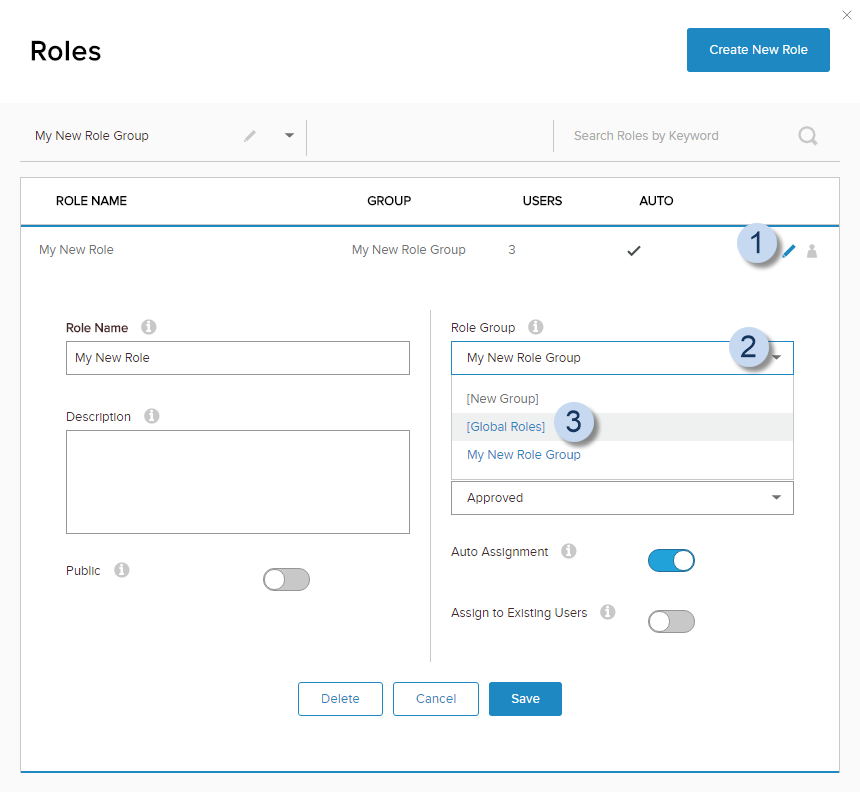 Roles
Create New Role
My New Role Group
Search Roles by Keyword
ROLE NAME GROUP USERS AUTO
My New Role My New Role Group 3
1
Role Name
My New Role
Description
Public
Role Group
My New Role Group
2
[New Group]
[Global Roles]
3
My New Role Group
Approved
Auto Assignment
Assign to Existing Users
Delete Cancel Save